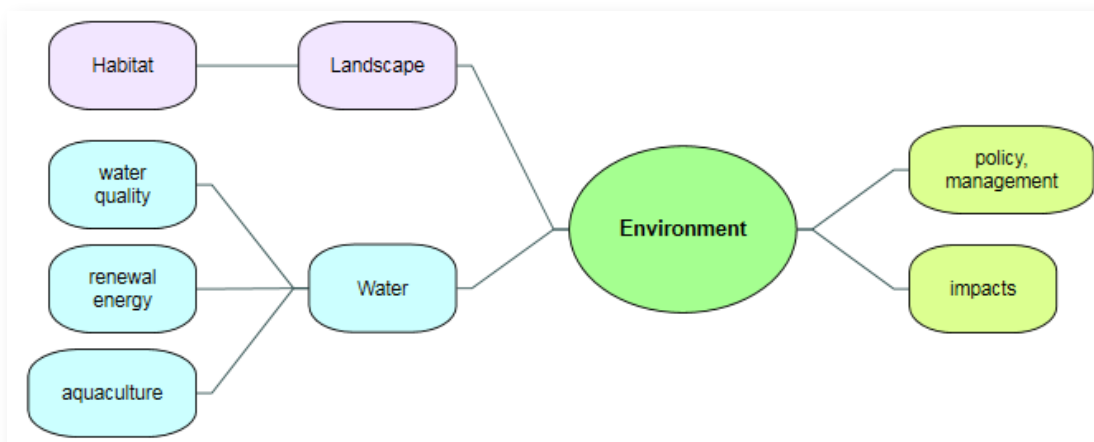 Habitat
Landscape
water
quality
renewal
energy
Water
aquaculture
Environment
policy,
management
impacts